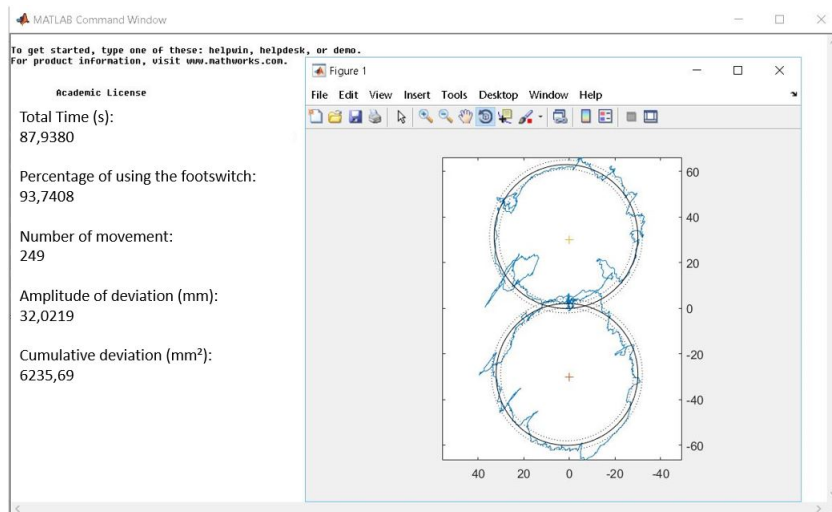 MATLAB Command Window
To get started, type one of these: helpwin, helpdesk, or demo.
For product information, visit www.mathworks.com.
Academic License
Total Time (s):
87,9380
Percentage of using the footswitch:
93,7408
Number of movement:
249
Amplitude of deviation (mm):
32,0219
Cumulative deviation (mm²):
6235,69
Figure 1
File Edit View Insert Tools Desktop Window Help
60
40
20
0
-20
-40
-60
40 20 0 -20 -40